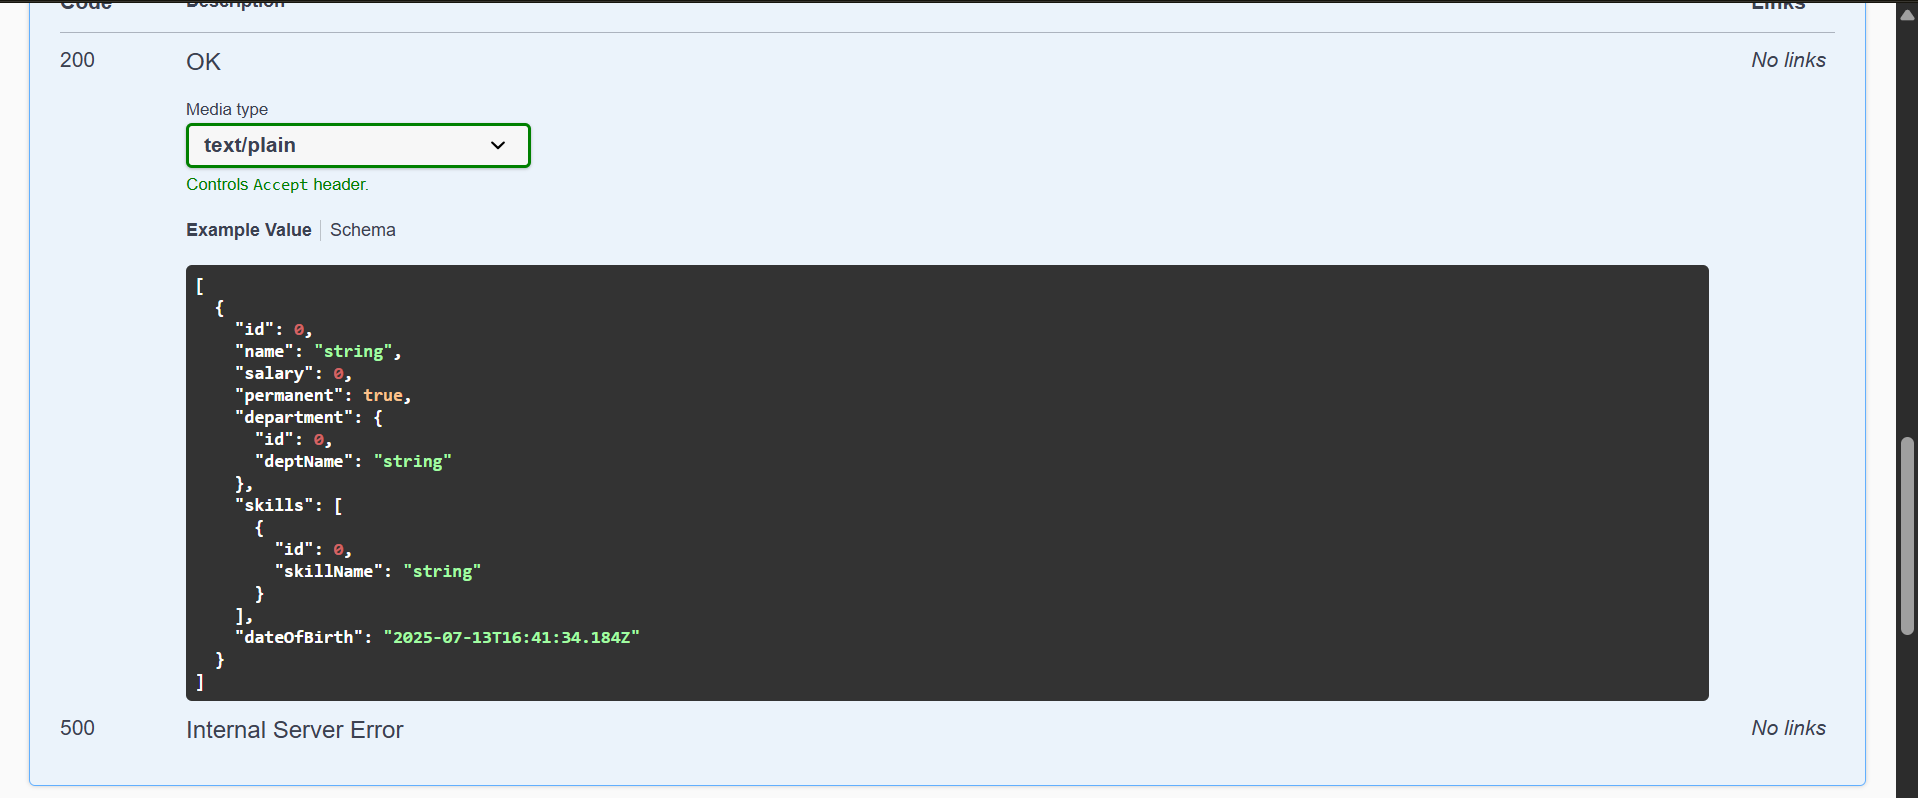 Code Description Links
200 OK No links
Media type
text/plain
Controls Accept header.
Example Value Schema
[
  {
    "id": 0,
    "name": "string",
    "salary": 0,
    "permanent": true,
    "department": {
      "id": 0,
      "deptName": "string"
    },
    "skills": [
      {
        "id": 0,
        "skillName": "string"
      }
    ],
    "dateOfBirth": "2025-07-13T16:41:34.184Z"
  }
]
500 Internal Server Error No links